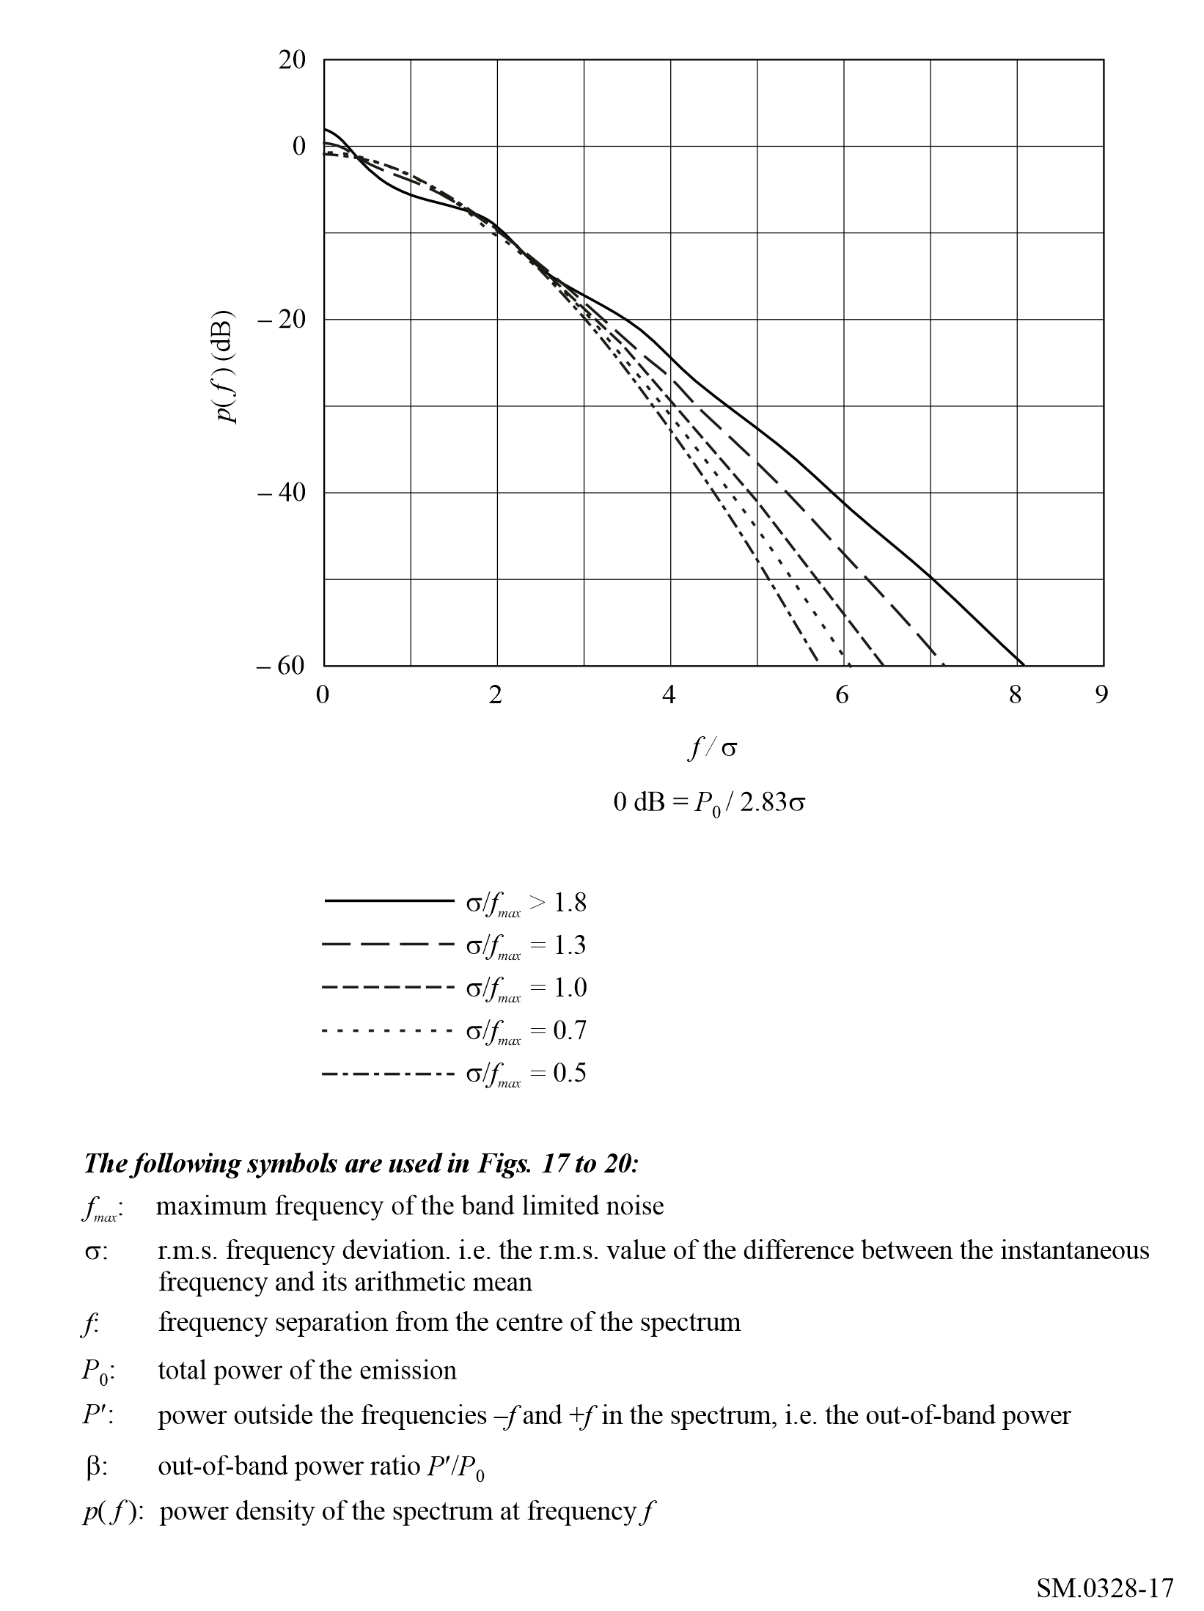 20
0
– 20
– 40
– 60
p( f ) (dB)
0 2 4 6 8 9
f / σ
0 dB = P0 / 2.83σ
σ/fmax > 1.8
σ/fmax = 1.3
σ/fmax = 1.0
σ/fmax = 0.7
σ/fmax = 0.5
The following symbols are used in Figs. 17 to 20:
fmax: maximum frequency of the band limited noise
σ: r.m.s. frequency deviation. i.e. the r.m.s. value of the difference between the instantaneous
frequency and its arithmetic mean
f: frequency separation from the centre of the spectrum
P0: total power of the emission
P′: power outside the frequencies –f and +f in the spectrum, i.e. the out-of-band power
β: out-of-band power ratio P′/P0
p( f ): power density of the spectrum at frequency f
SM.0328-17